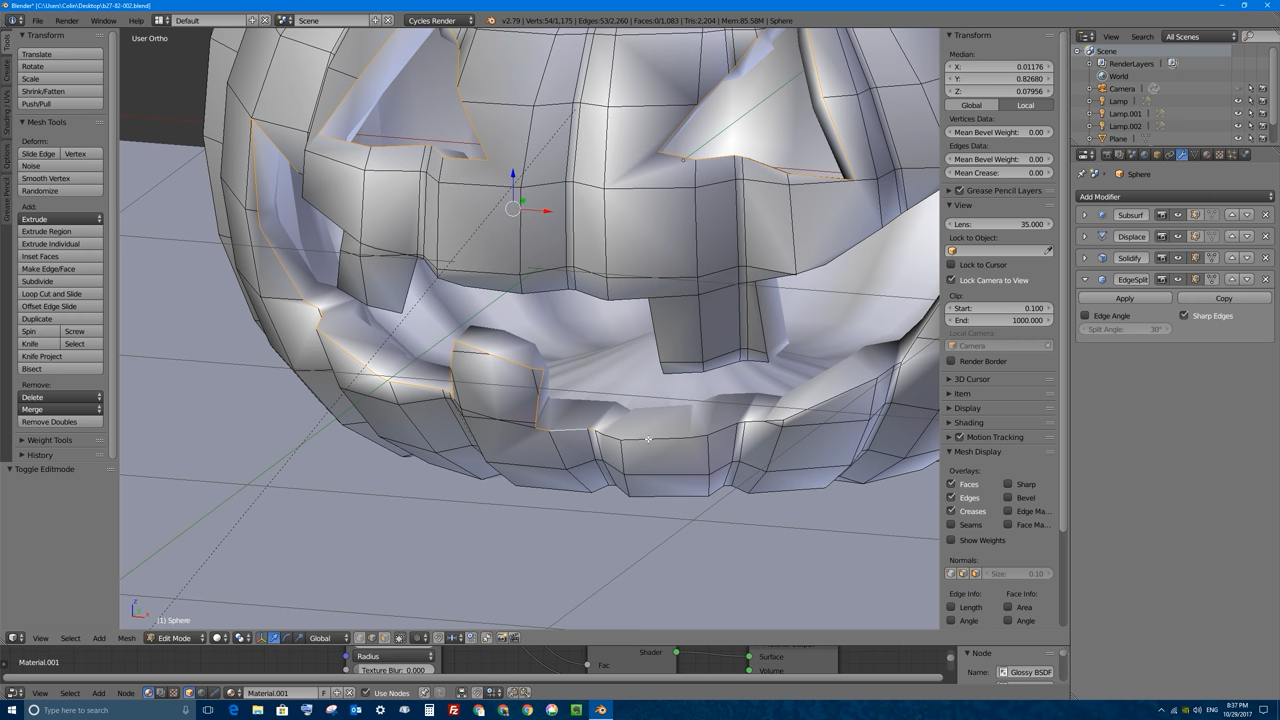 Blender* [C:\Users\Colin\Desktop\b27-82-002.blend]
File Render Window Help Default Scene Cycles Render v2.79 | Verts:54/1,175 | Edges:53/2,260 | Faces:0/1,083 | Tris:2,204 | Mem:85.58M | Sphere
Tools
Create
Shading / UVs
Options
Grease Pencil
Transform
Translate
Rotate
Scale
Shrink/Fatten
Push/Pull
Mesh Tools
Deform:
Slide Edge Vertex
Noise
Smooth Vertex
Randomize
Add:
Extrude
Extrude Region
Extrude Individual
Inset Faces
Make Edge/Face
Subdivide
Loop Cut and Slide
Offset Edge Slide
Duplicate
Spin Screw
Knife Select
Knife Project
Bisect
Remove:
Delete
Merge
Remove Doubles
Weight Tools
History
Toggle Editmode
User Ortho
(1) Sphere
Transform
Median:
X: 0.01176
Y: 0.82680
Z: 0.07956
Global Local
Vertices Data:
Mean Bevel Weight: 0.00
Edges Data:
Mean Bevel Weight: 0.00
Mean Crease: 0.00
Grease Pencil Layers
View
Lens: 35.000
Lock to Object:
Lock to Cursor
Lock Camera to View
Clip:
Start: 0.100
End: 1000.000
Local Camera:
Camera
Render Border
3D Cursor
Item
Display
Shading
Motion Tracking
Mesh Display
Overlays:
Faces Sharp
Edges Bevel
Creases Edge Ma...
Seams Face Ma...
Show Weights
Normals:
Size: 0.10
Edge Info: Face Info:
Length Area
Angle Angle
View Search All Scenes
Scene
RenderLayers
World
Camera
Lamp
Lamp.001
Lamp.002
Plane
Sphere
Add Modifier
Subsurf
Displace
Solidify
EdgeSplit
Apply Copy
Edge Angle Sharp Edges
Split Angle: 30°
View Select Add Mesh Edit Mode Global
Material.001
Radius
Texture Blur: 0.000
Shader
Fac
Surface
Volume
Node
Name: Glossy BSDF
View Select Add Node Material.001 F Use Nodes
Type here to search
ENG
8:37 PM
10/29/2017